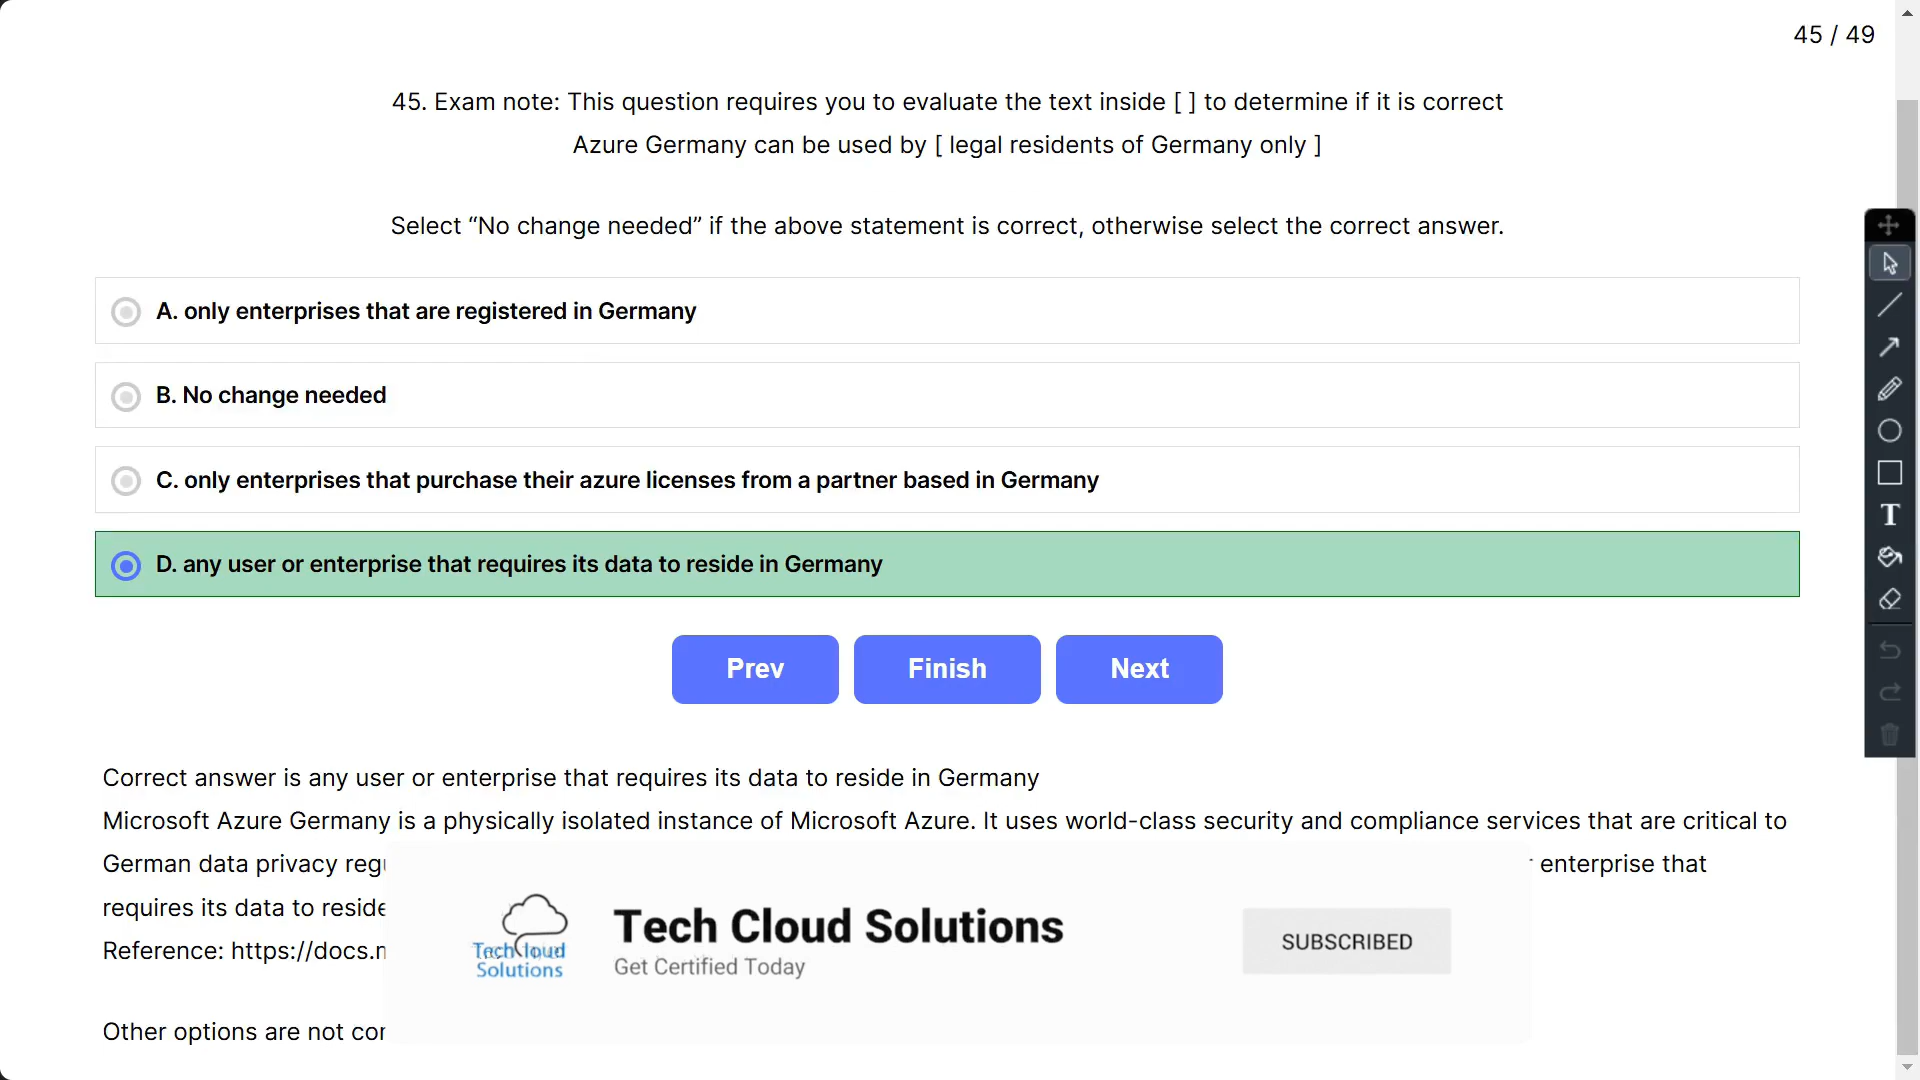 45 / 49
45. Exam note: This question requires you to evaluate the text inside [ ] to determine if it is correct
Azure Germany can be used by [ legal residents of Germany only ]
Select “No change needed” if the above statement is correct, otherwise select the correct answer.
A. only enterprises that are registered in Germany
B. No change needed
C. only enterprises that purchase their azure licenses from a partner based in Germany
D. any user or enterprise that requires its data to reside in Germany
Prev
Finish
Next
T
Correct answer is any user or enterprise that requires its data to reside in Germany
Microsoft Azure Germany is a physically isolated instance of Microsoft Azure. It uses world-class security and compliance services that are critical to
German data privacy enterprise that
requires its data to reside
Reference: https://docs.
Other options are not
Tech Cloud Solutions
Get Certified Today
SUBSCRIBED
Tech loud
Solutions